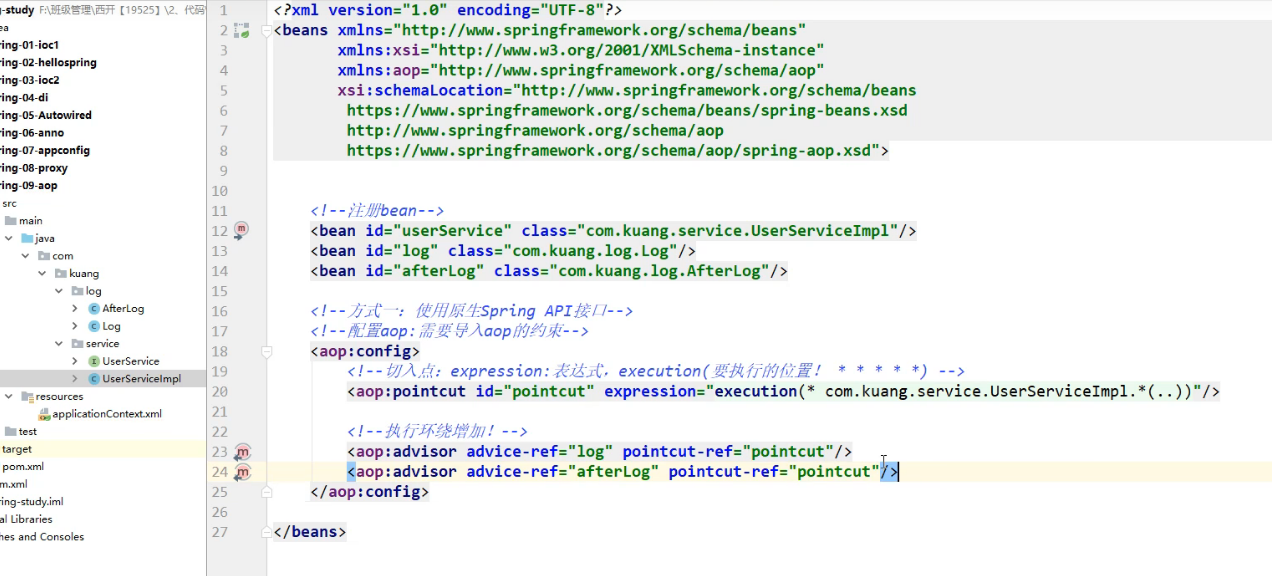 -study F:\班级管理\西开【19525】\2、代码
ea
ring-01-ioc1
ring-02-hellospring
ring-03-ioc2
ring-04-di
ring-05-Autowired
ring-06-anno
ring-07-appconfig
ring-08-proxy
ring-09-aop
src
main
java
com
kuang
log
AfterLog
Log
service
UserService
UserServiceImpl
resources
applicationContext.xml
test
target
pom.xml
m.xml
ring-study.iml
al Libraries
hes and Consoles
1 <?xml version="1.0" encoding="UTF-8"?>
2 <beans xmlns="http://www.springframework.org/schema/beans"
3 xmlns:xsi="http://www.w3.org/2001/XMLSchema-instance"
4 xmlns:aop="http://www.springframework.org/schema/aop"
5 xsi:schemaLocation="http://www.springframework.org/schema/beans
6 https://www.springframework.org/schema/beans/spring-beans.xsd
7 http://www.springframework.org/schema/aop
8 https://www.springframework.org/schema/aop/spring-aop.xsd">
9
10
11 <!--注册bean-->
12 <bean id="userService" class="com.kuang.service.UserServiceImpl"/>
13 <bean id="log" class="com.kuang.log.Log"/>
14 <bean id="afterLog" class="com.kuang.log.AfterLog"/>
15
16 <!--方式一：使用原生Spring API接口-->
17 <!--配置aop:需要导入aop的约束-->
18 <aop:config>
19 <!--切入点：expression:表达式，execution(要执行的位置！ * * * * *) -->
20 <aop:pointcut id="pointcut" expression="execution(* com.kuang.service.UserServiceImpl.*(..))"/>
21
22 <!--执行环绕增加！-->
23 <aop:advisor advice-ref="log" pointcut-ref="pointcut"/>
24 <aop:advisor advice-ref="afterLog" pointcut-ref="pointcut"/>
25 </aop:config>
26
27 </beans>